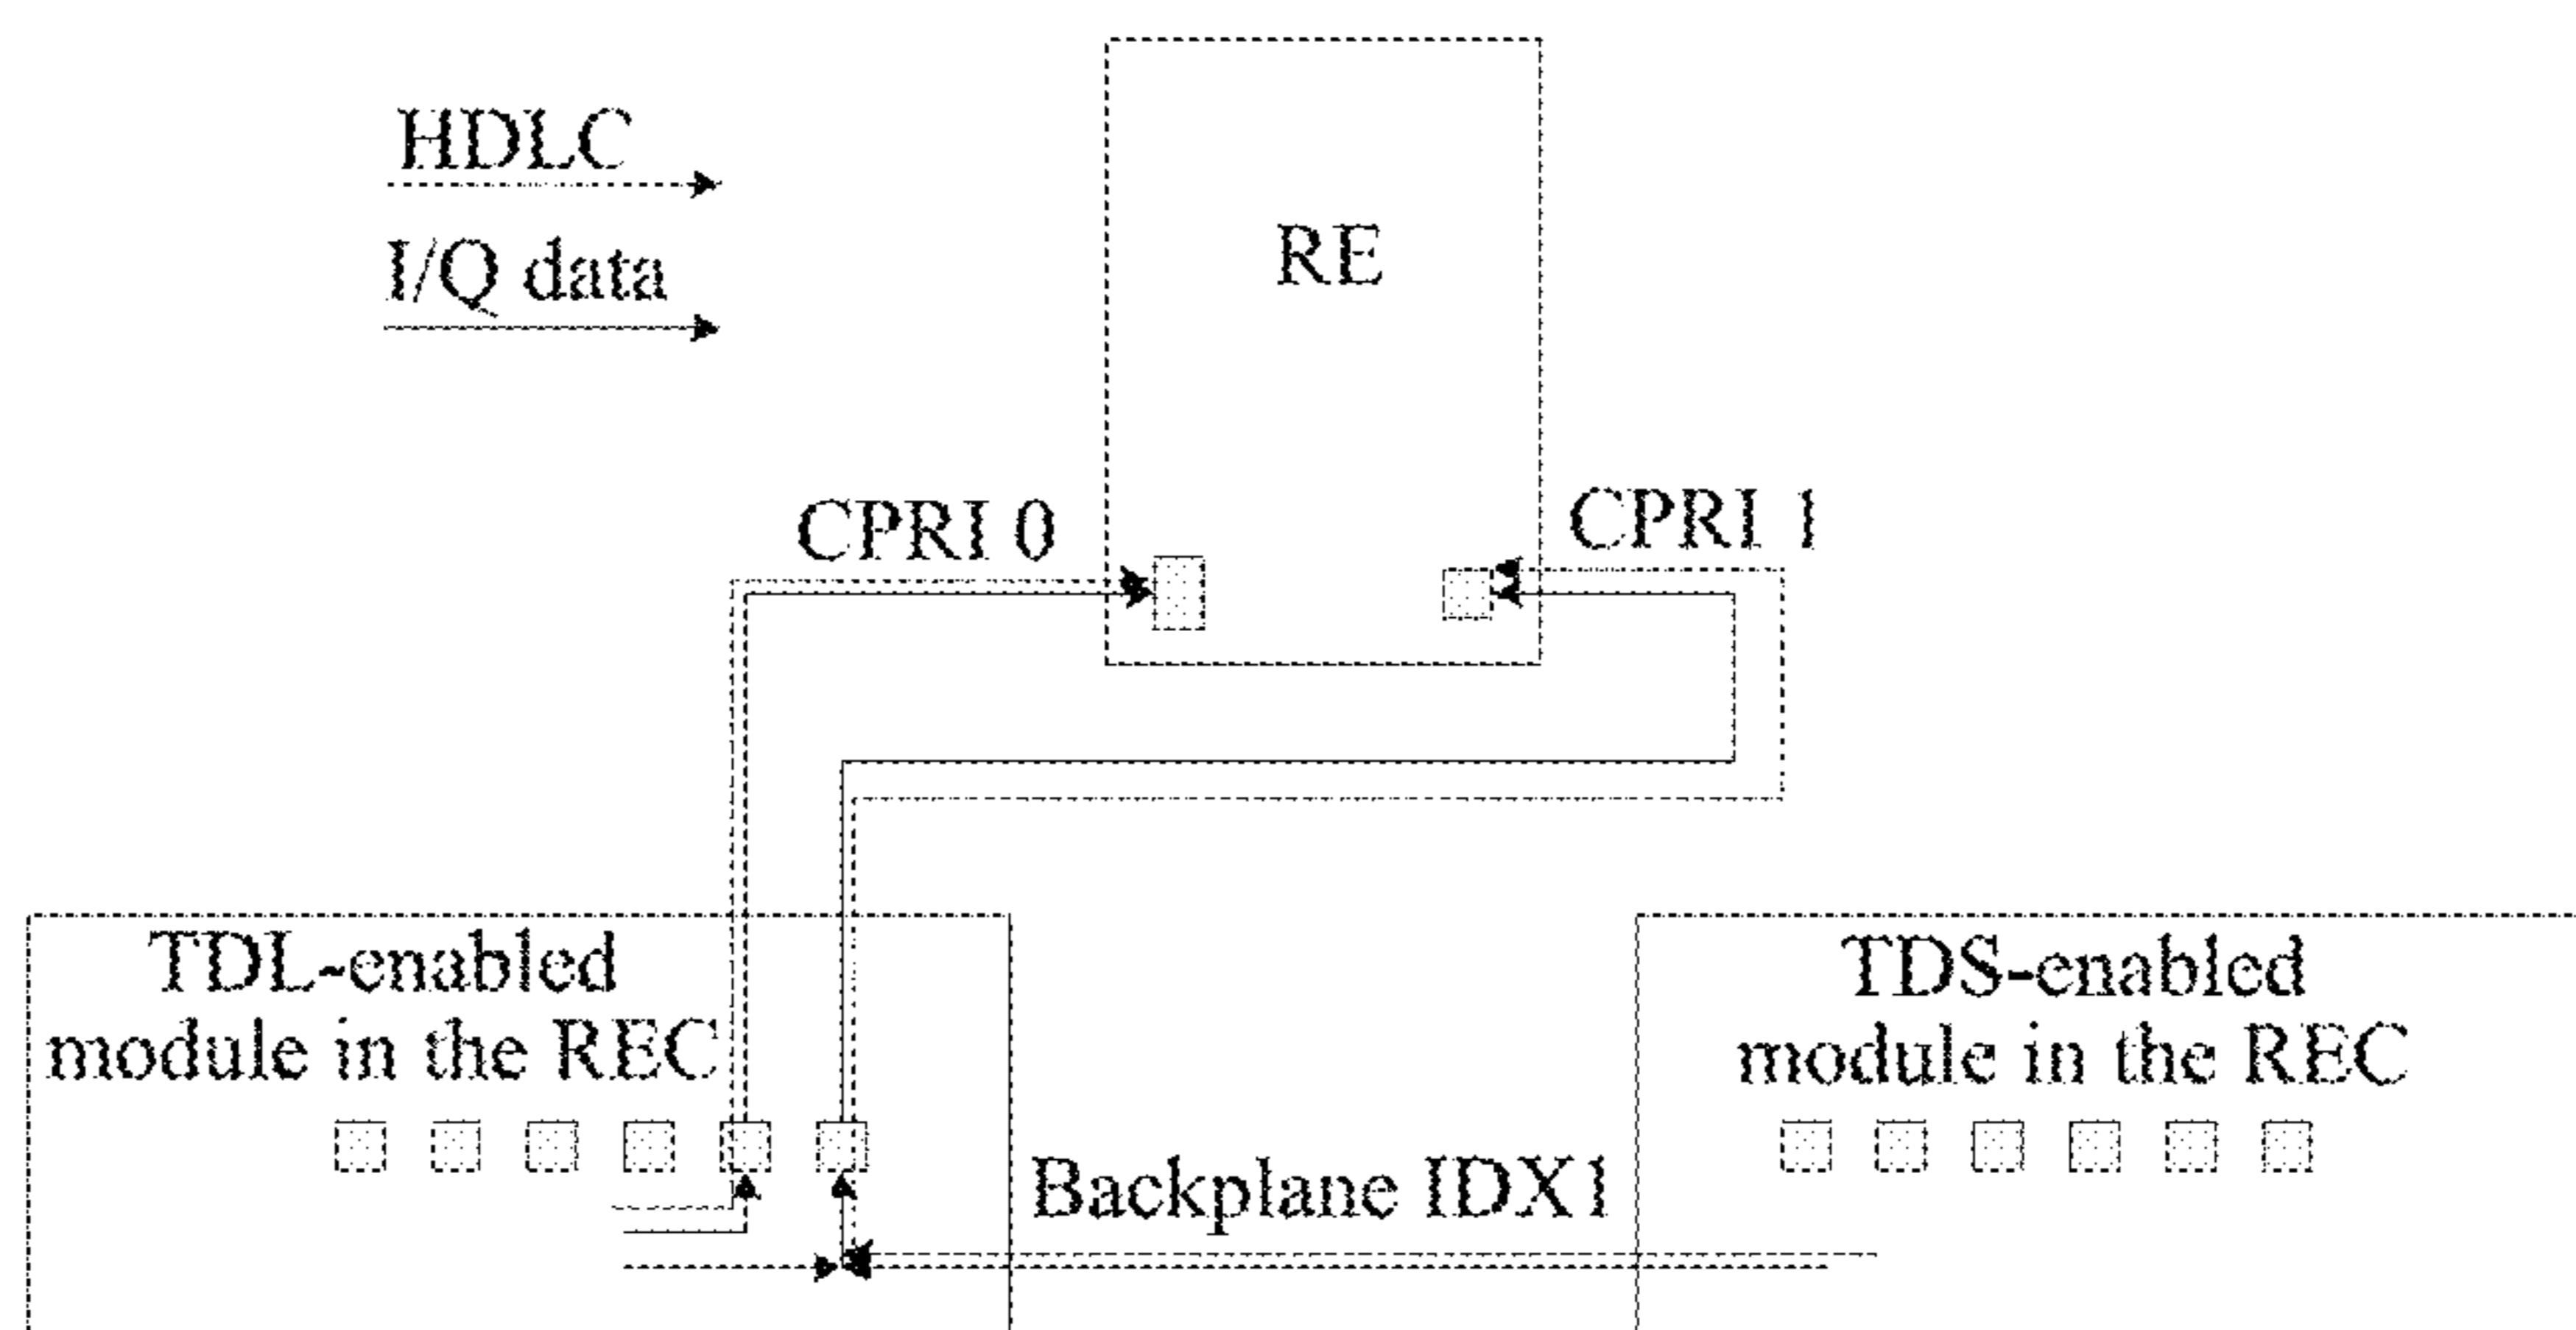 HDLC
I/Q data
RE
CPRI 0
CPRI 1
TDL-enabled
module in the REC
TDS-enabled
module in the REC
Backplane IDX1